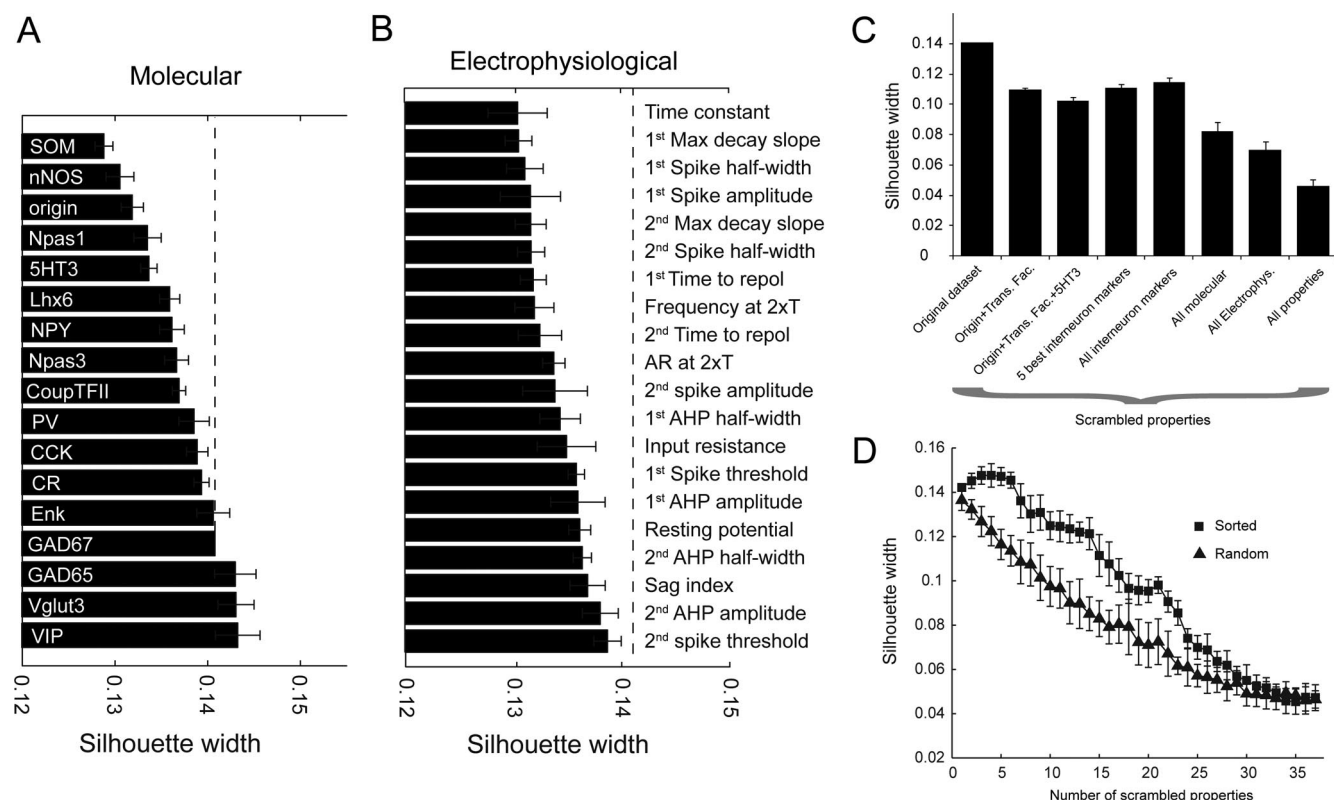 A
Molecular
SOM
nNOS
origin
Npas1
5HT3
Lhx6
NPY
Npas3
CoupTFII
PV
CCK
CR
Enk
GAD67
GAD65
Vglut3
VIP
0.12
0.13
0.14
0.15
Silhouette width
B
Electrophysiological
Time constant
1st Max decay slope
1st Spike half-width
1st Spike amplitude
2nd Max decay slope
2nd Spike half-width
1st Time to repol
Frequency at 2xT
2nd Time to repol
AR at 2xT
2nd spike amplitude
1st AHP half-width
Input resistance
1st Spike threshold
1st AHP amplitude
Resting potential
2nd AHP half-width
Sag index
2nd AHP amplitude
2nd spike threshold
0.12
0.13
0.14
0.15
Silhouette width
C
Silhouette width
0.14
0.12
0.10
0.08
0.06
0.04
0.02
0
Original dataset
Origin+Trans. Fac.
Origin+Trans. Fac.+5HT3
5 best interneuron markers
All interneuron markers
All molecular
All Electrophys.
All properties
Scrambled properties
D
Silhouette width
0.16
0.14
0.12
0.1
0.08
0.06
0.04
0.02
Sorted
Random
0
5
10
15
20
25
30
35
Number of scrambled properties